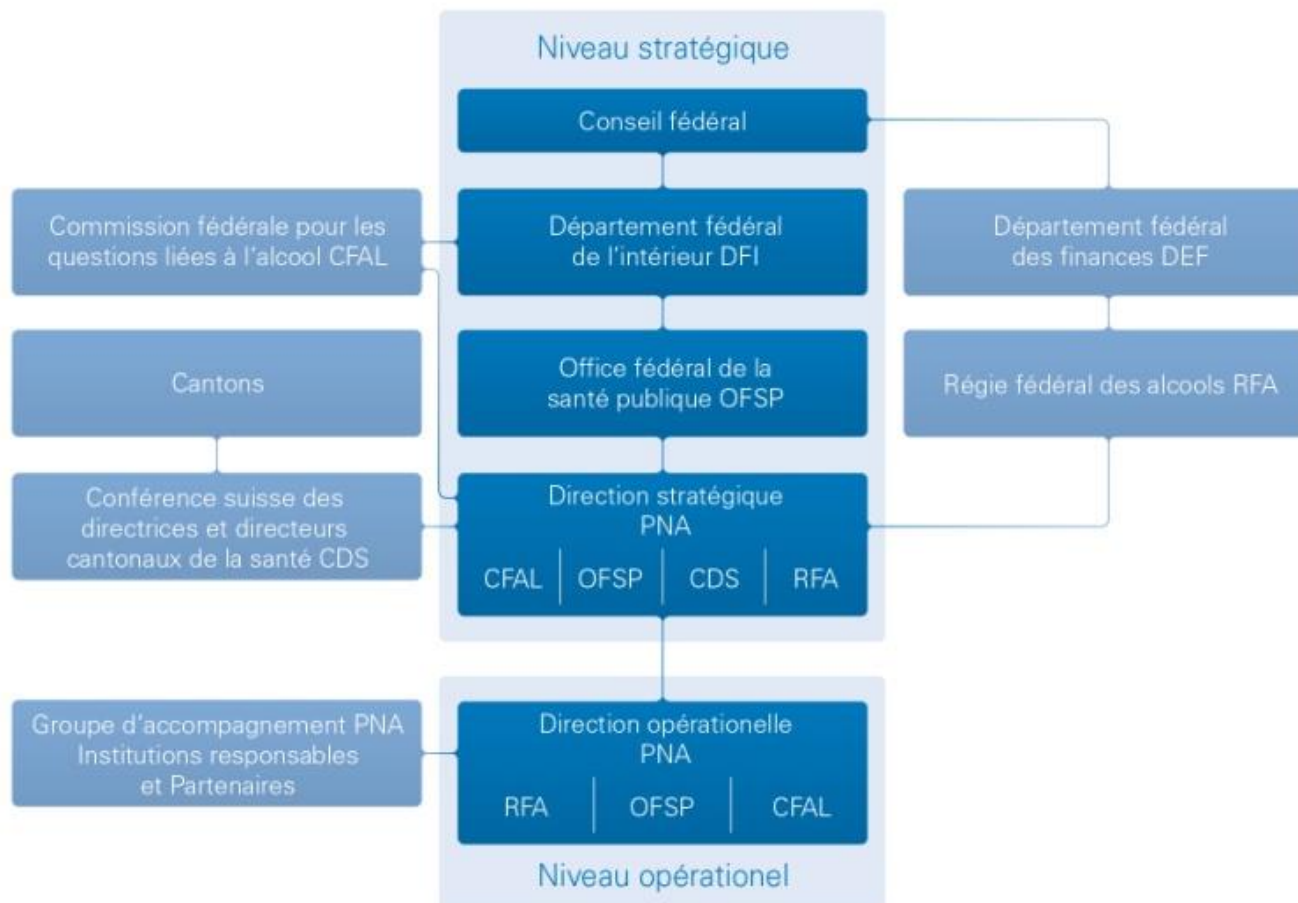 Niveau stratégique
Conseil fédéral
Commission fédérale pour les
questions liées à l'alcool CFAL
Département fédéral
de l'intérieur DFI
Département fédéral
des finances DEF
Cantons
Office fédéral de la
santé publique OFSP
Régie fédéral des alcools RFA
Conférence suisse des
directrices et directeurs
cantonaux de la santé CDS
Direction stratégique
PNA
CFAL OFSP CDS RFA
Groupe d'accompagnement PNA
Institutions responsables
et Partenaires
Direction opérationelle
PNA
RFA OFSP CFAL
Niveau opérationel